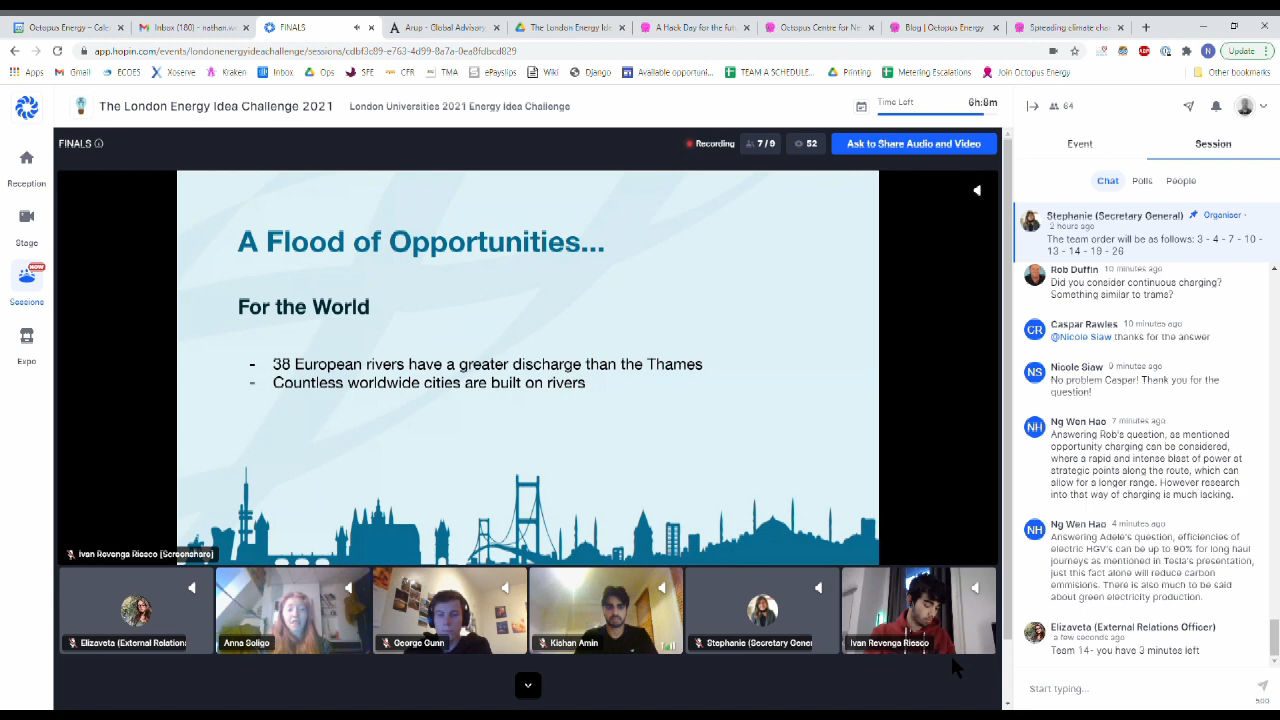 Octopus Energy – Cale
Inbox (180) - nathan.w
FINALS
Arup - Global Advisory
The London Energy Ide
A Hack Day for the fut
Octopus Centre for Ne
Blog | Octopus Energy
Spreading climate cha
app.hopin.com/events/londonenergyideachallenge/sessions/cdbf3c89-e763-4d99-8a7a-0ea8fdbcd829
Update
Apps
Gmail
ECOES
Xoserve
Kraken
Inbox
Ops
SFE
CFR
TMA
ePayslips
Wiki
Django
Available opportuni...
TEAM A SCHEDULE...
Printing
Metering Escalations
Join Octopus Energy
Other bookmarks
The London Energy Idea Challenge 2021
London Universities 2021 Energy Idea Challenge
Time Left
6h:8m
64
Reception
Stage
NOW
Sessions
Expo
FINALS
Recording
7 / 9
52
Ask to Share Audio and Video
A Flood of Opportunities...
For the World
- 38 European rivers have a greater discharge than the Thames
- Countless worldwide cities are built on rivers
Ivan Revenga Riesco [Screenshare]
Elizaveta (External Relations
Anna Soligo
George Gunn
Kishan Amin
Stephanie (Secretary Gene
Ivan Revenga Riesco
Event
Session
Chat
Polls
People
Stephanie (Secretary General)
Organiser
2 hours ago
The team order will be as follows: 3 - 4 - 7 - 10 -
13 - 14 - 19 - 26
Rob Duffin 10 minutes ago
Did you consider continuous charging?
Something similar to trams?
CR
Caspar Rawles 10 minutes ago
@Nicole Siaw thanks for the answer
NS
Nicole Siaw 9 minutes ago
No problem Caspar! Thank you for the
question!
NH
Ng Wen Hao 7 minutes ago
Answering Rob's question, as mentioned
opportunity charging can be considered,
where a rapid and intense blast of power at
strategic points along the route, which can
allow for a longer range. However research
into that way of charging is much lacking.
NH
Ng Wen Hao 4 minutes ago
Answering Adele's question, efficiencies of
electric HGV's can be up to 90% for long haul
journeys as mentioned in Tesla's presentation,
just this fact alone will reduce carbon
emmisions. There is also much to be said
about green electricity production.
Elizaveta (External Relations Officer)
a few seconds ago
Team 14- you have 3 minutes left
Start typing...
500